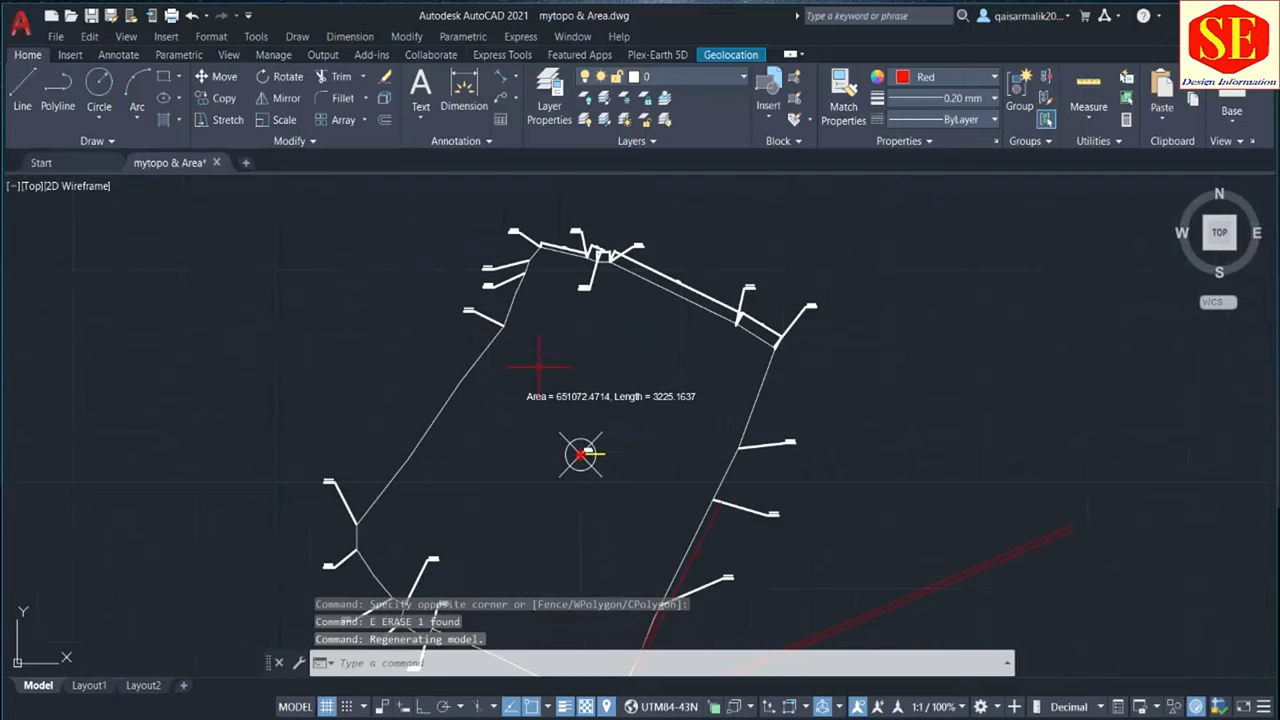 Autodesk AutoCAD 2021 mytopo & Area.dwg
Type a keyword or phrase
qaisarmalik20...
SE
Design Information
File Edit View Insert Format Tools Draw Dimension Modify Parametric Express Window Help
Home Insert Annotate Parametric View Manage Output Add-ins Collaborate Express Tools Featured Apps Plex-Earth 5D Geolocation
Line
Polyline
Circle
Arc
Move Rotate Trim
Copy Mirror Fillet
Stretch Scale Array
Text
Dimension
Layer
Properties
0
Insert
Match
Properties
Red
0.20 mm
ByLayer
Group
Measure
Paste
Base
Draw Modify Annotation Layers Block Properties Groups Utilities Clipboard View
Start mytopo & Area*
[−][Top][2D Wireframe]
N
W TOP E
S
WCS
Area = 651072.4714, Length = 3225.1637
Command: Specify opposite corner or [Fence/WPolygon/CPolygon]:
Command: E ERASE 1 found
Command: Regenerating model.
Type a command
Y
X
Model Layout1 Layout2
MODEL UTM84-43N 1:1 / 100% Decimal